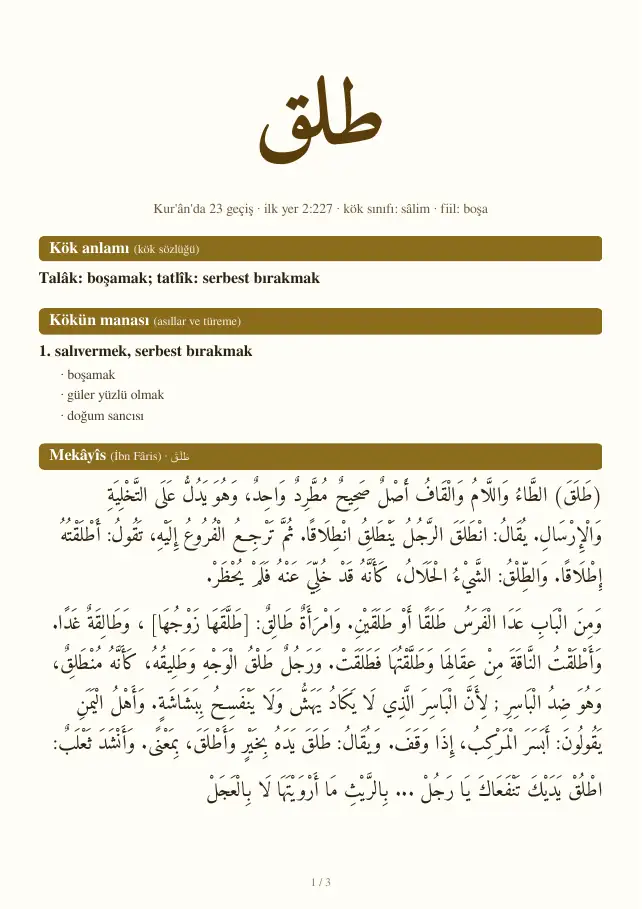 طلق
Kur'ân'da 23 geçiş · ilk yer 2:227 · kök sınıfı: sâlim · fiil: boşa
Kök anlamı (kök sözlüğü)
Talâk: boşamak; tatlîk: serbest bırakmak
Kökün manası (asıllar ve türeme)
1. salıvermek, serbest bırakmak
· boşamak
· güler yüzlü olmak
· doğum sancısı
Mekâyîs (İbn Fâris) · طَلَقَ
(طَلَقَ) الطَّاءُ وَاللَّامُ وَالْقَافُ أَصْلٌ صَحِيحٌ مُطَّرِدٌ وَاحِدٌ، وَهُوَ يَدُلُّ عَلَى التَّخْلِيَةِ
وَالْإِرْسَالِ. يُقَالُ: انْطَلَقَ الرَّجُلُ يَنْطَلِقُ انْطِلَاقًا. ثُمَّ تَرْجِعُ الْفُرُوعُ إِلَيْهِ، تَقُولُ: أَطْلَقْتُهُ
إِطْلَاقًا. وَالطِّلْقُ: الشَّيْءُ الْحَلَالُ، كَأَنَّهُ قَدْ خُلِّيَ عَنْهُ فَلَمْ يُحْظَرْ.
وَمِنَ الْبَابِ عَدَا الْفَرَسُ طَلَقًا أَوْ طَلَقَيْنِ. وَامْرَأَةٌ طَالِقٌ: [طَلَّقَهَا زَوْجُهَا] ، وَطَالِقَةٌ غَدًا.
وَأَطْلَقْتُ النَّاقَةَ مِنْ عِقَالِهَا وَطَلَّقْتُهَا فَطَلَقَتْ. وَرَجُلٌ طَلْقُ الْوَجْهِ وَطَلِيقُهُ، كَأَنَّهُ مُنْطَلِقٌ،
وَهُوَ ضِدُ الْبَاسِرِ ; لِأَنَّ الْبَاسِرَ الَّذِي لَا يَكَادُ يَهَشُّ وَلَا يَنْفَسِحُ بِبَشَاشَةٍ. وَأَهْلُ الْيَمَنِ
يَقُولُونَ: أَبْسَرَ الْمَرْكِبُ، إِذَا وَقَفَ. وَيُقَالُ: طَلَقَ يَدَهُ بِخَيْرٍ وَأَطْلَقَ، بِمَعْنًى. وَأَنْشَدَ ثَعْلَبٌ:
اطْلُقْ يَدَيْكَ تَنْفَعَاكَ يَا رَجُلْ ... بِالرَّيْثِ مَا أَرْوَيْتَهَا لَا بِالْعَجَلْ
1 / 3